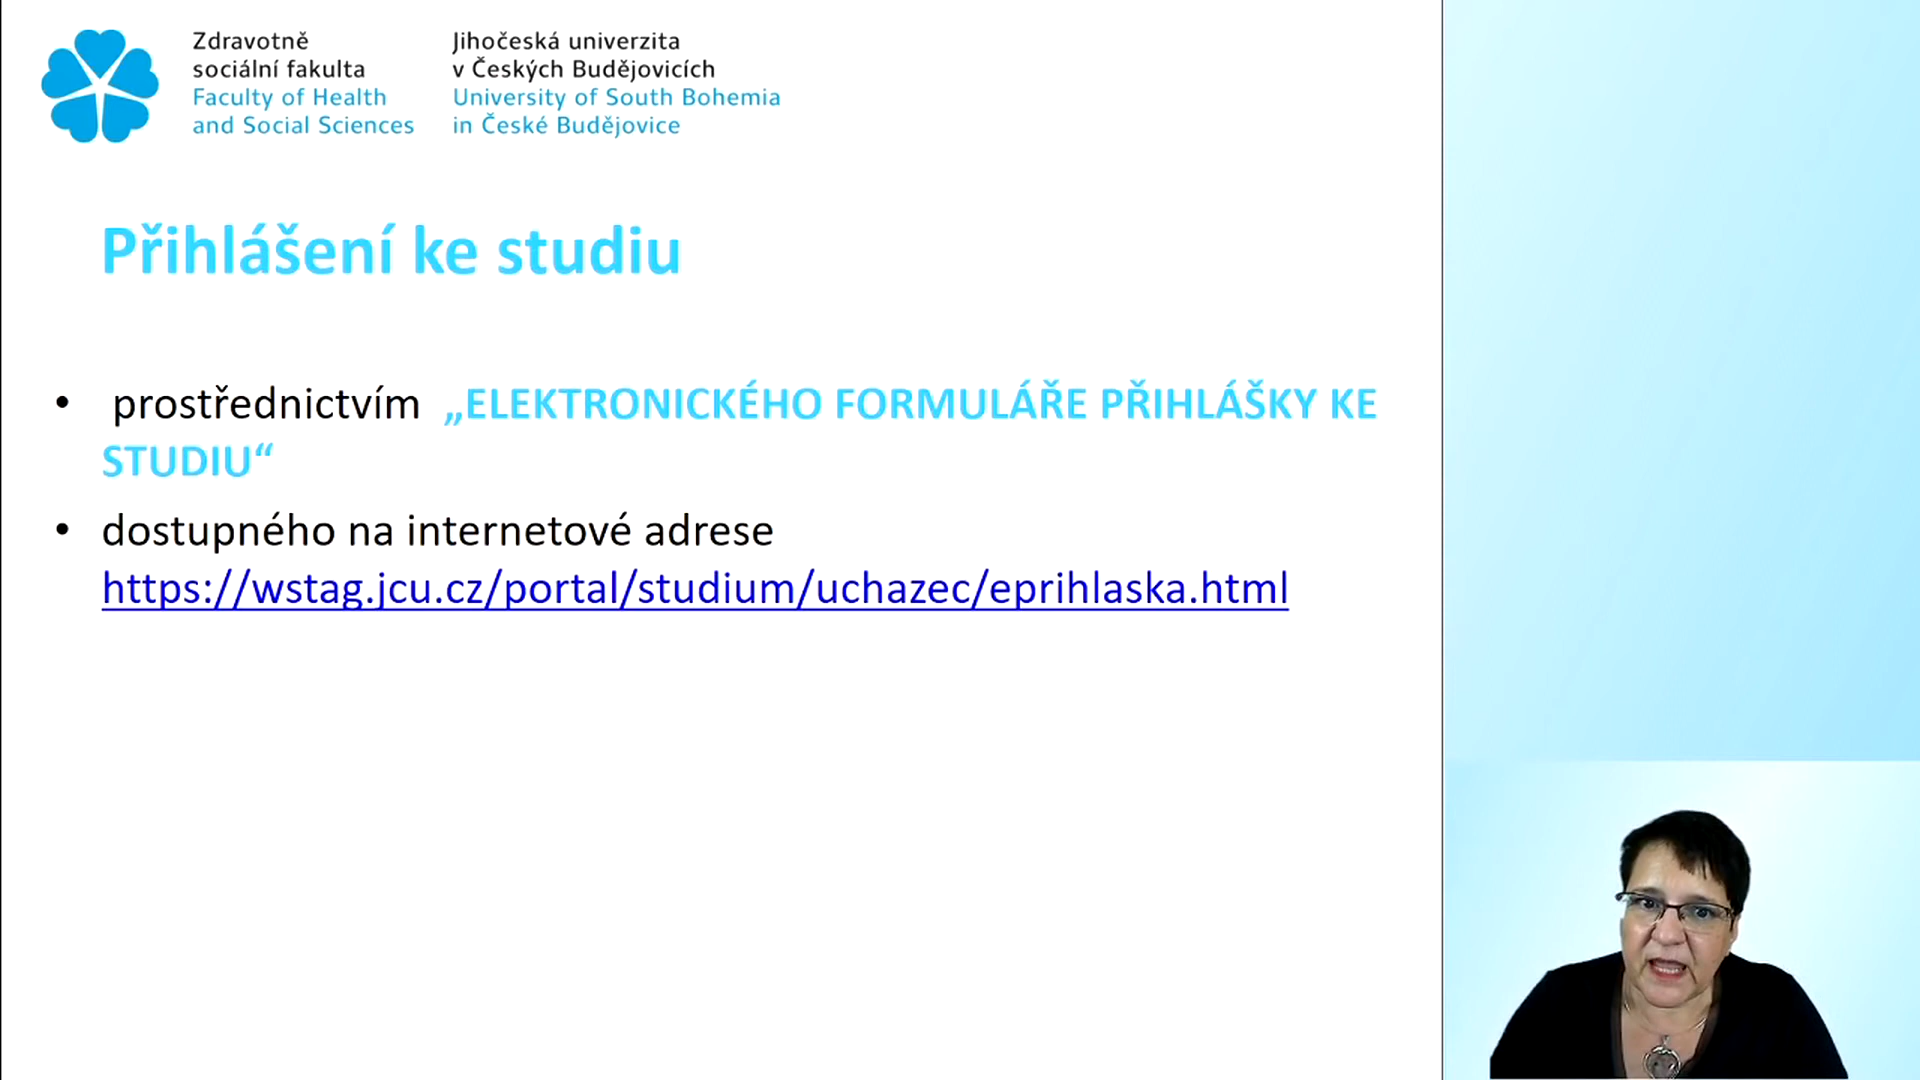 Zdravotně
sociální fakulta
Faculty of Health
and Social Sciences
Jihočeská univerzita
v Českých Budějovicích
University of South Bohemia
in České Budějovice
Přihlášení ke studiu
• prostřednictvím „ELEKTRONICKÉHO FORMULÁŘE PŘIHLÁŠKY KE
STUDIU“
• dostupného na internetové adrese
https://wstag.jcu.cz/portal/studium/uchazec/eprihlaska.html